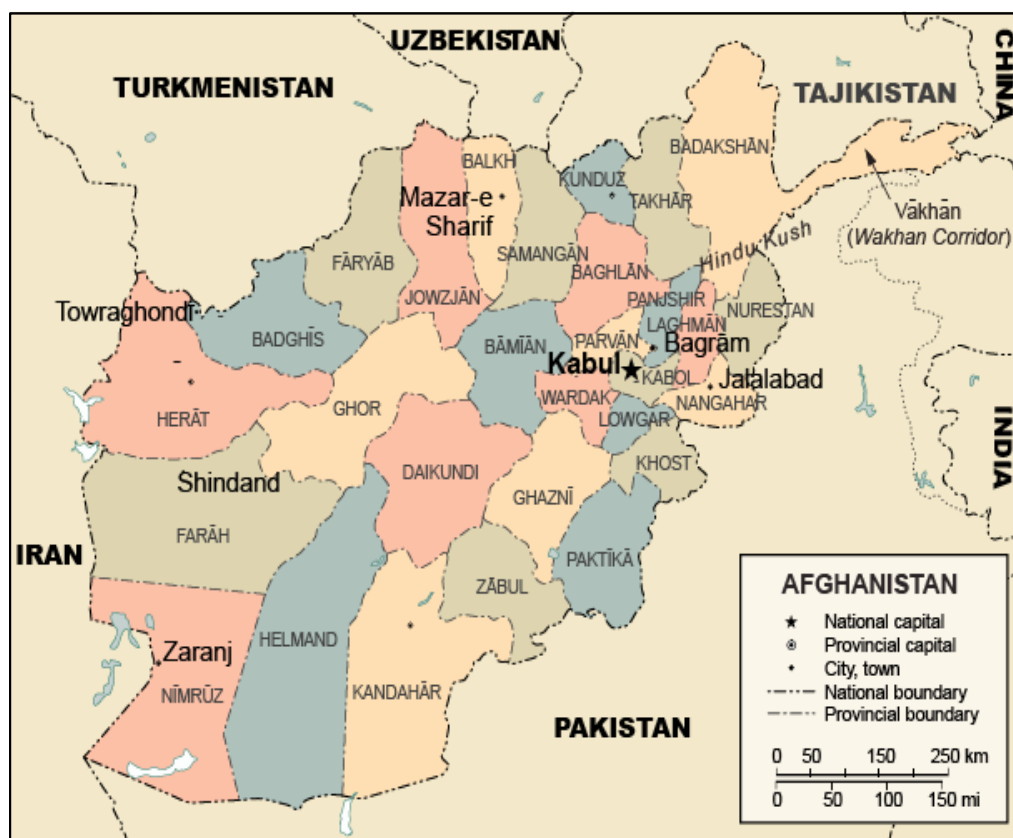 UZBEKISTAN
CHINA
TURKMENISTAN
TAJIKISTAN
BADAKSHĀN
BALKH
KUNDUZ
TAKHĀR
Mazar-e
Sharif
Vākhān
(Wakhan Corridor)
Hindu Kush
SAMANGĀN
FĀRYĀB
BAGHLĀN
JOWZJĀN
PANJSHIR
NURESTAN
Towraghondī
LAGHMĀN
BADGHĪS
BĀMĪĀN
PARVĀN
Bagrām
Kabul
KABOL
Jalalabad
WARDAK
NANGAHAR
HERĀT
GHOR
LOWGAR
INDIA
KHOST
DAIKUNDI
Shindand
GHAZNĪ
FARĀH
IRAN
PAKTĪKĀ
ZĀBUL
HELMAND
Zaranj
NĪMRŪZ
KANDAHĀR
PAKISTAN
AFGHANISTAN
National capital
Provincial capital
City, town
National boundary
Provincial boundary
0 50 150 250 km
0 50 100 150 mi